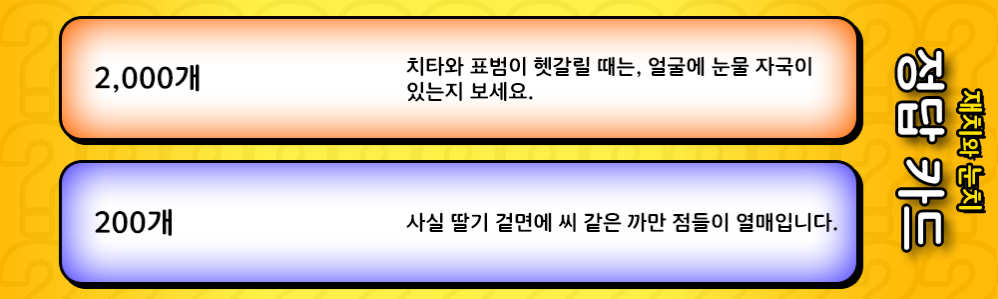 2,000개
치타와 표범이 헷갈릴 때는, 얼굴에 눈물 자국이
있는지 보세요.
200개
사실 딸기 겉면에 씨 같은 까만 점들이 열매입니다.
재치와 눈치
정답 카드